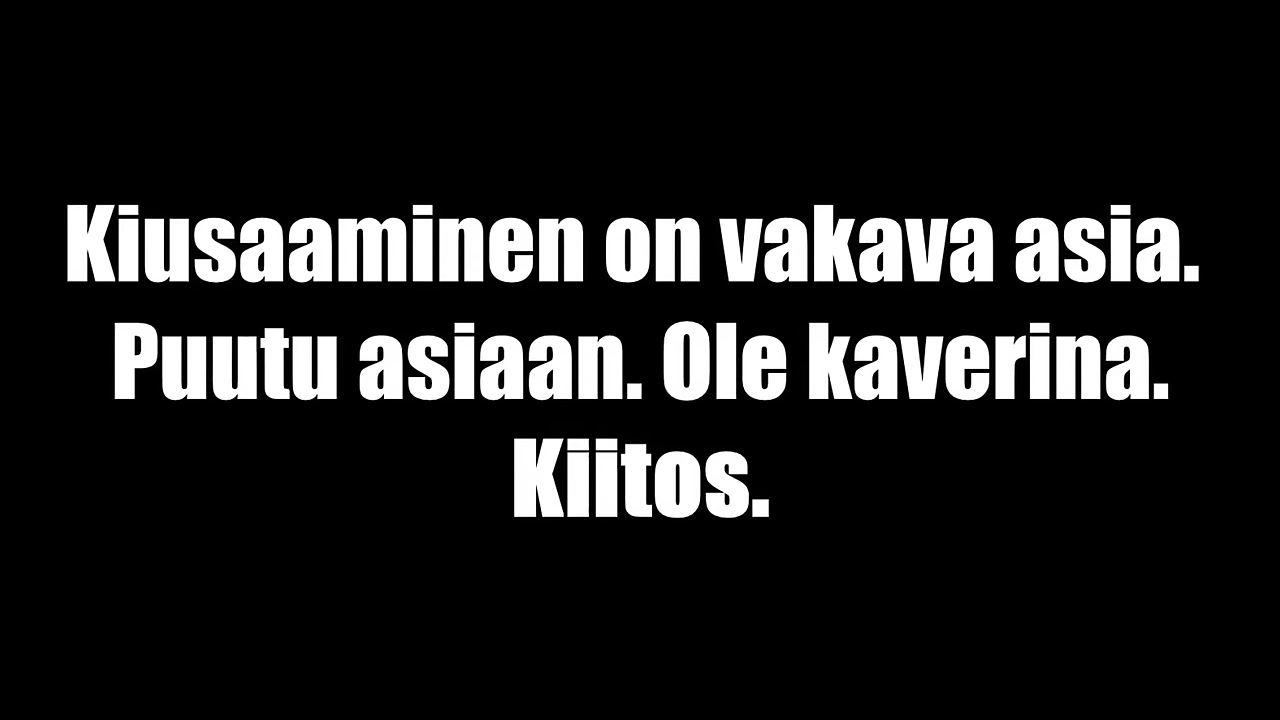 Kiusaaminen on vakava asia.
Puutu asiaan. Ole kaverina.
Kiitos.